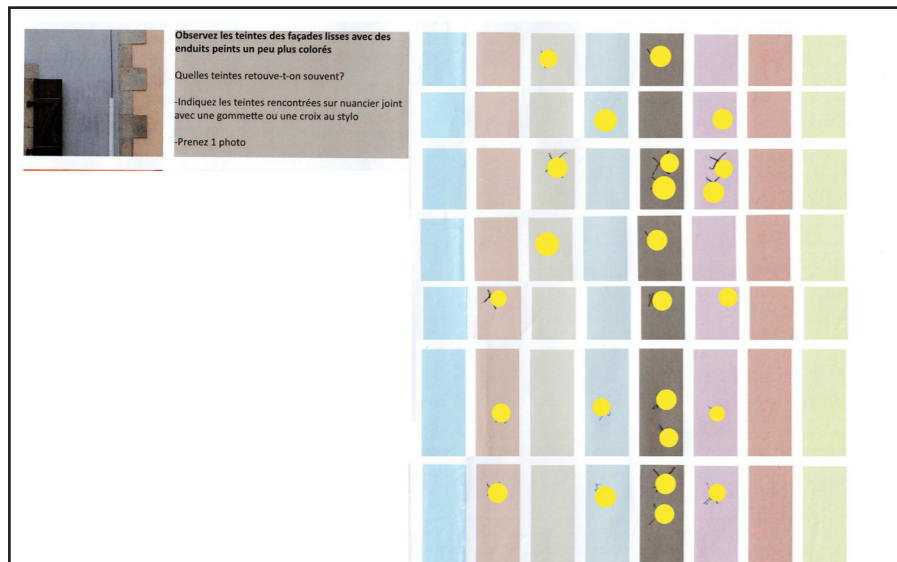 Observez les teintes des façades lisses avec des
enduits peints un peu plus colorés
Quelles teintes retouve-t-on souvent?
-Indiquez les teintes rencontrées sur nuancier joint
avec une gommette ou une croix au stylo
-Prenez 1 photo